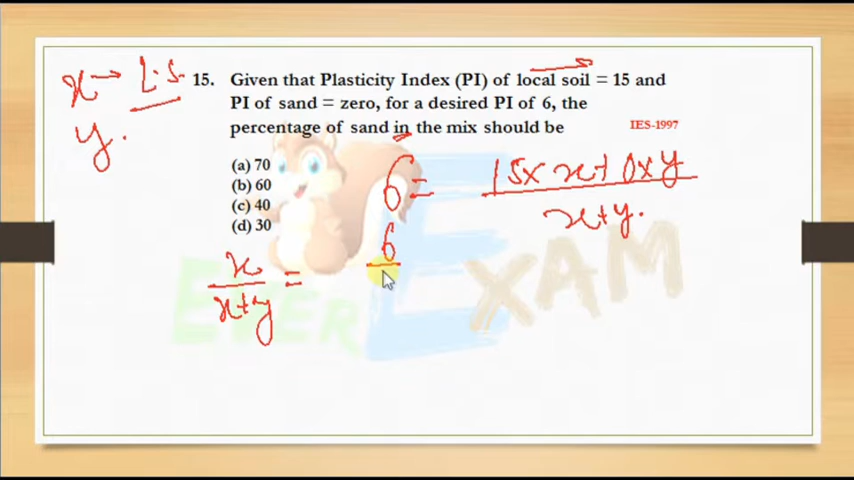 x → L.S.
y.
15. Given that Plasticity Index (PI) of local soil = 15 and
PI of sand = zero, for a desired PI of 6, the
percentage of sand in the mix should be
IES-1997
(a) 70
(b) 60
(c) 40
(d) 30
6 = 15 x x + 0 x y
x + y.
x / x + y = 6
EVER
EXAM